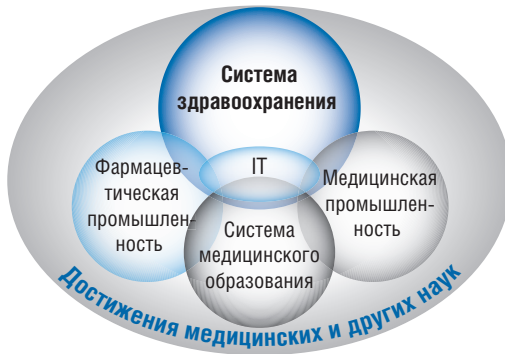 Система
здравоохранения
IT
Фармацев-
тическая
промышлен-
ность
Медицинская
промышлен-
ность
Система
медицинского
образования
Достижения медицинских и других наук